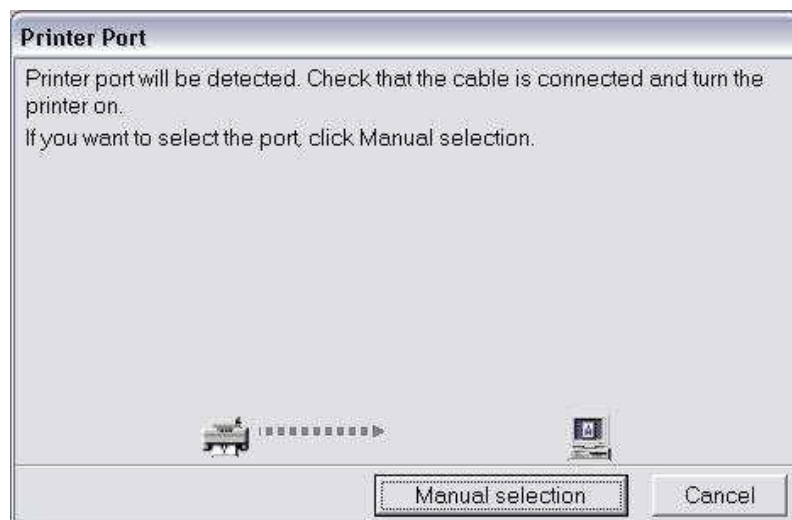 Printer Port
Printer port will be detected. Check that the cable is connected and turn the
printer on.
If you want to select the port, click Manual selection.
Manual selection
Cancel